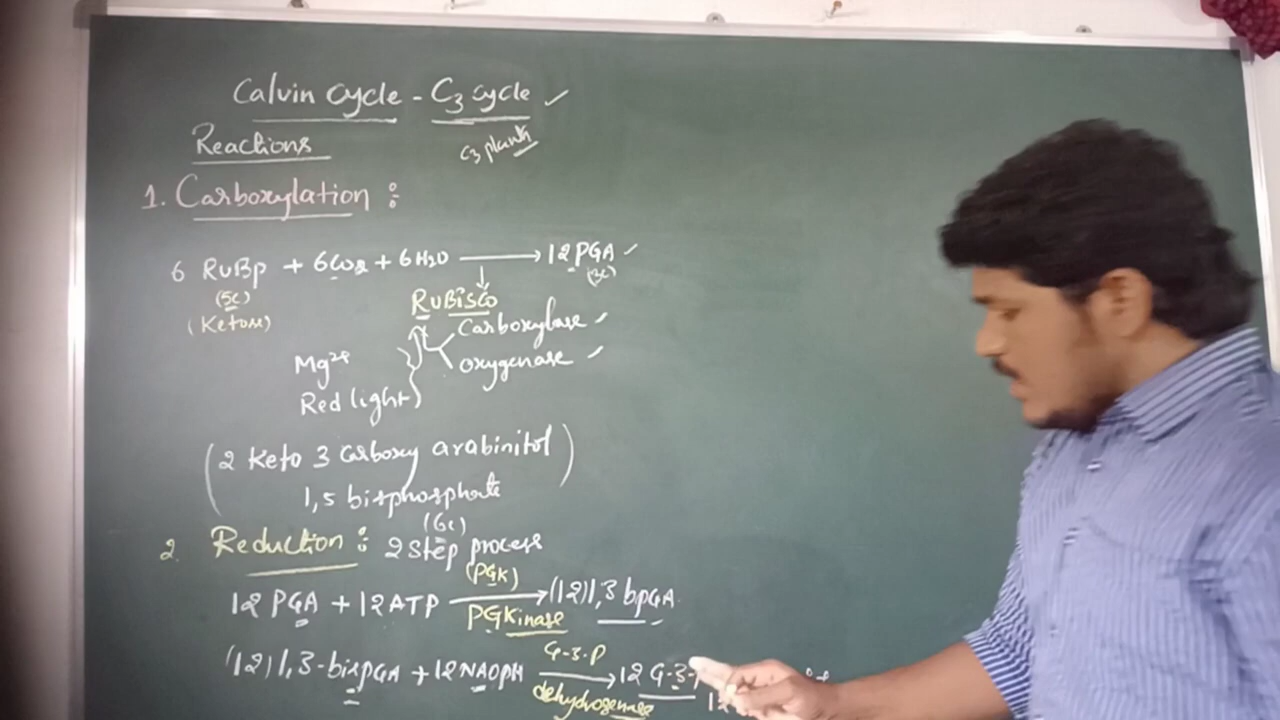 Calvin cycle - C3 cycle ✓
Reactions
C3 plants
1. Carboxylation :
6 RuBp + 6CO2 + 6H2O → 12 PGA ✓
(5c) (3c)
(Ketose) RuBisCo
Carboxylase ✓
Mg2+ oxygenase ✓
Red light
(2 Keto 3 carboxy arabinitol
1,5 bisphosphate)
(6c)
2. Reduction : 2 step process
(PGK)
12 PGA + 12 ATP → (12) 1,3 bPGA
PGKinase
G-3-P
(12) 1,3-bisPGA + 12 NADPH → 12 G-3-
dehydrogenase 12